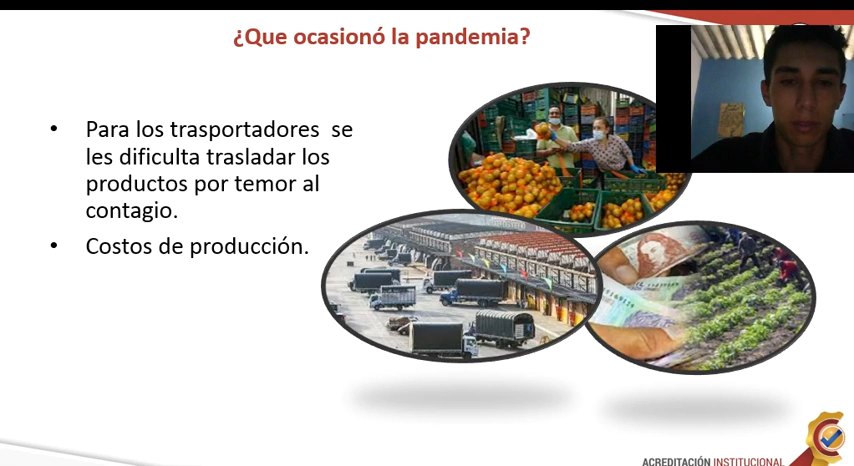 ¿Que ocasionó la pandemia?
• Para los trasportadores se
les dificulta trasladar los
productos por temor al
contagio.
• Costos de producción.
ACREDITACIÓN INSTITUCIONAL